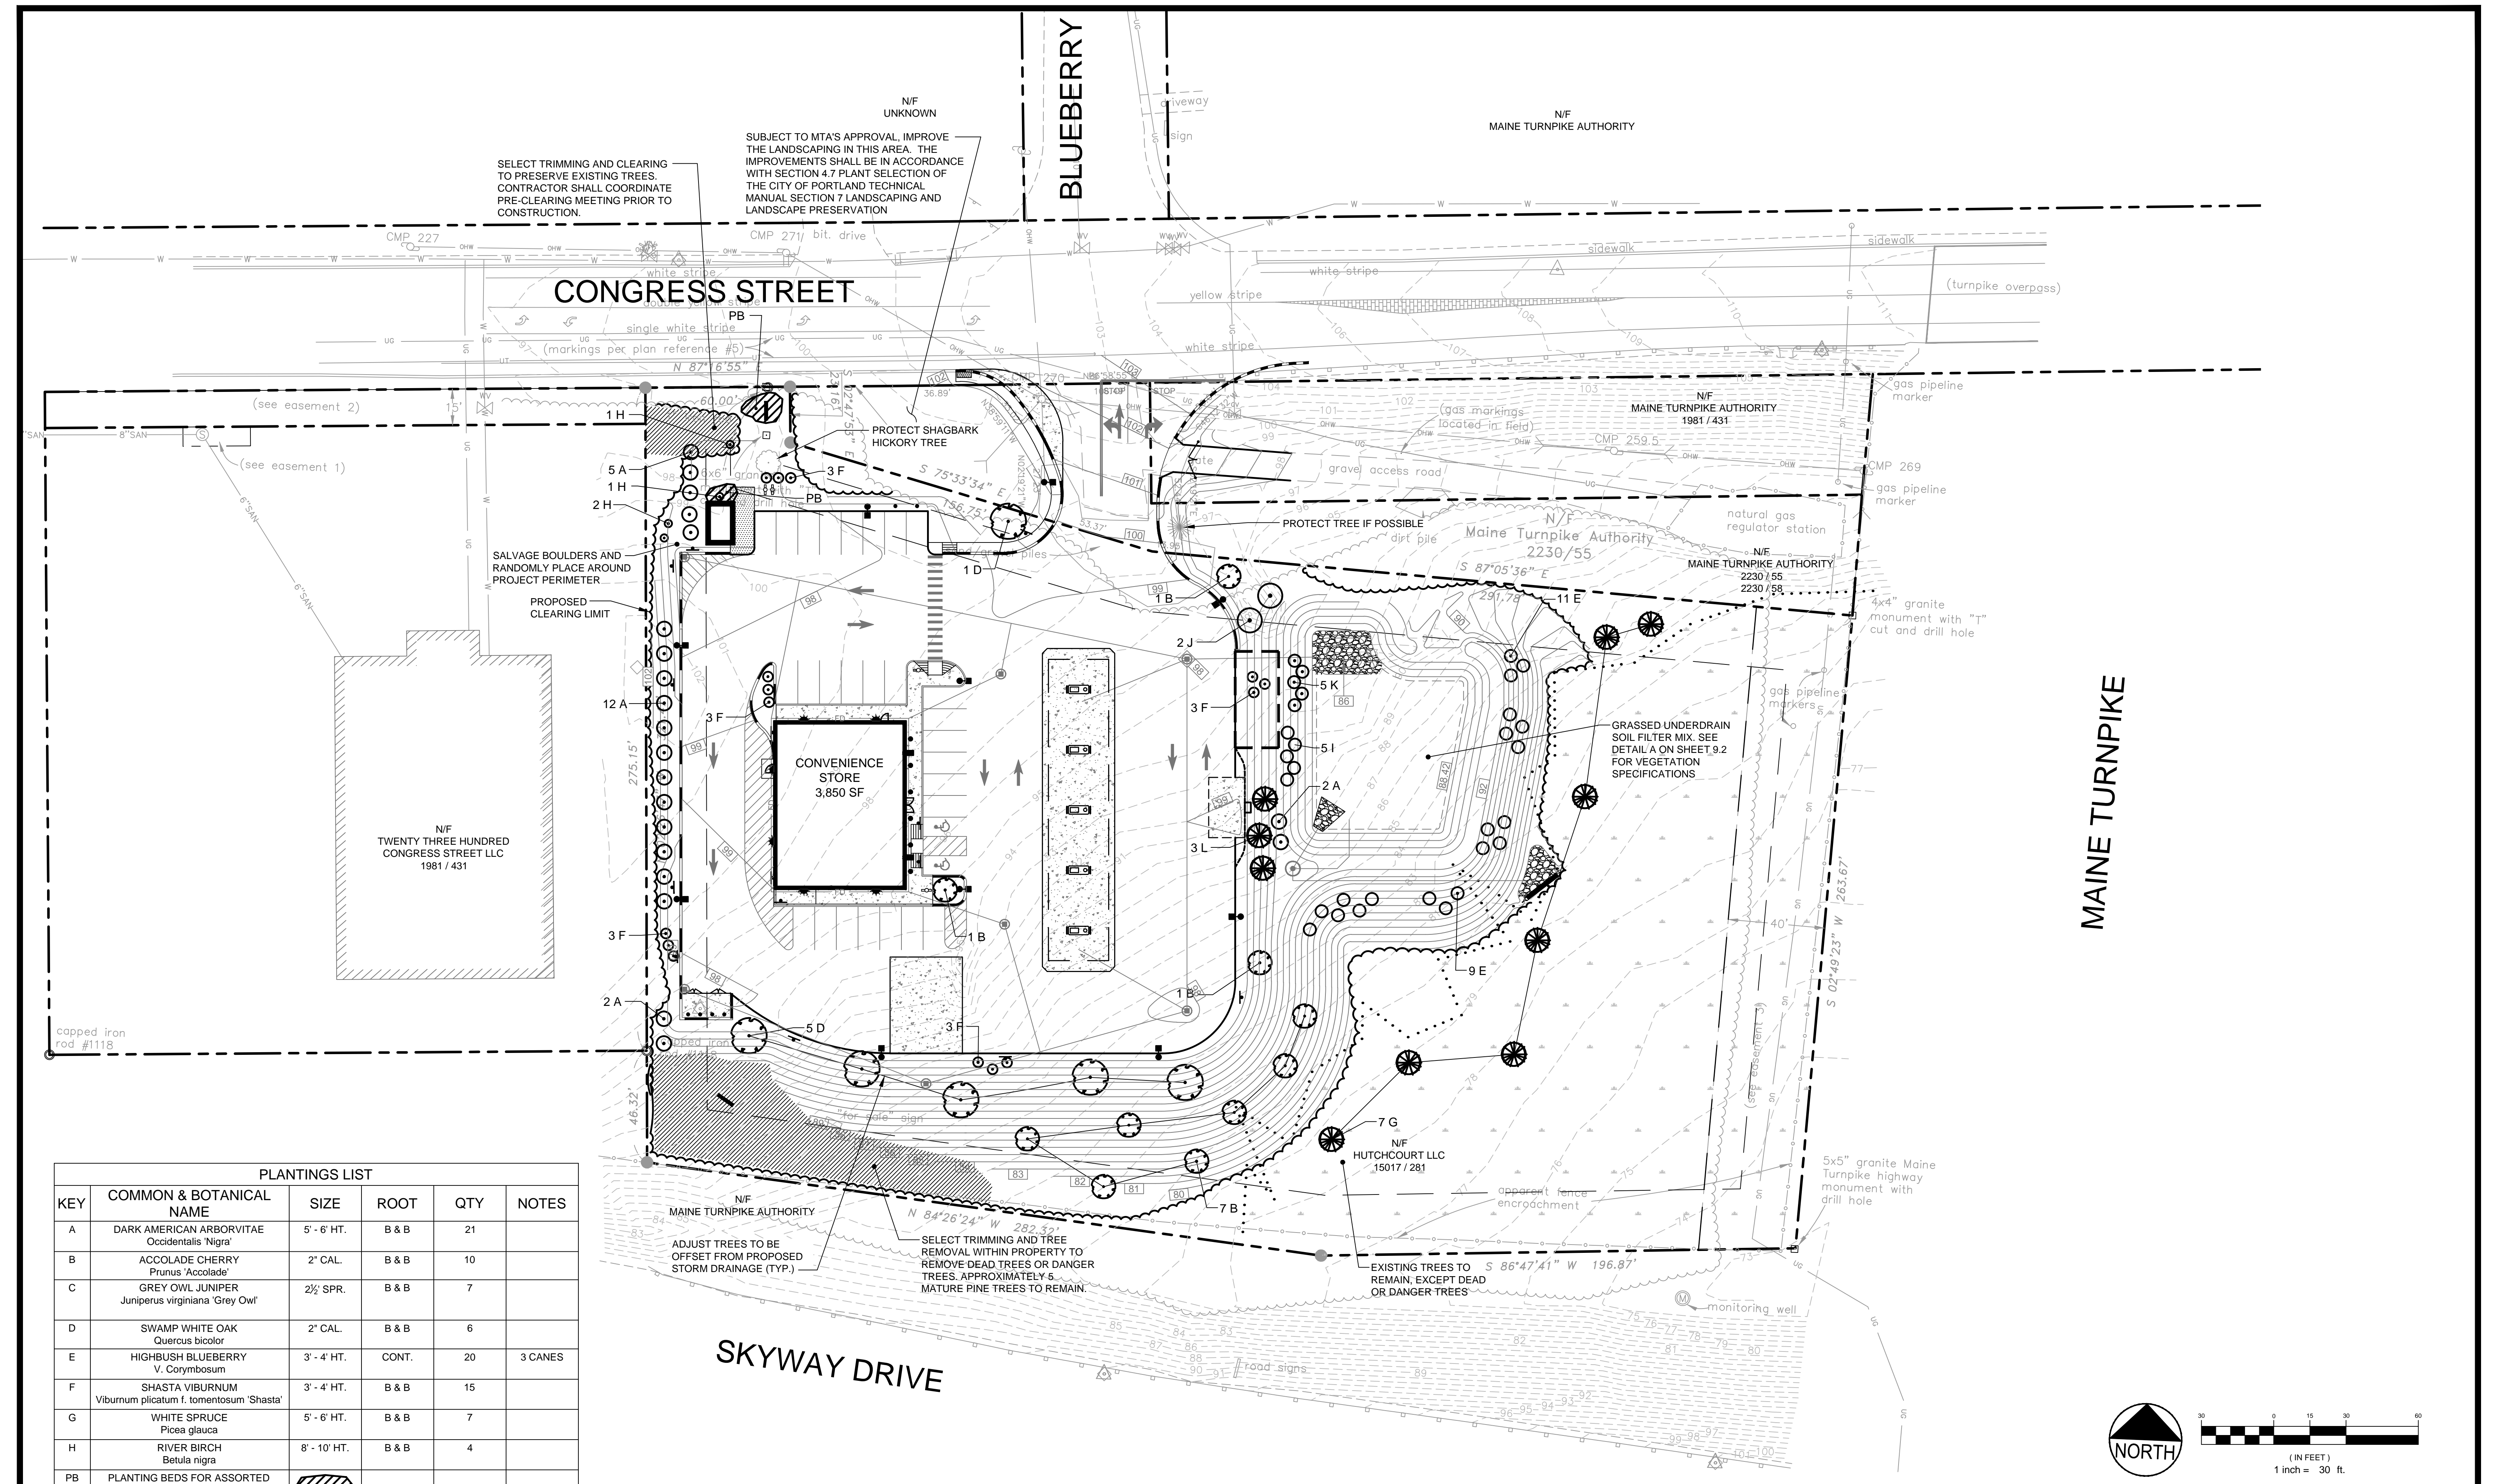 BLUEBERRY
driveway
sign
N/F
UNKNOWN
N/F
MAINE TURNPIKE AUTHORITY
SELECT TRIMMING AND CLEARING
TO PRESERVE EXISTING TREES.
CONTRACTOR SHALL COORDINATE
PRE-CLEARING MEETING PRIOR TO
CONSTRUCTION.
SUBJECT TO MTA'S APPROVAL, IMPROVE
THE LANDSCAPING IN THIS AREA. THE
IMPROVEMENTS SHALL BE IN ACCORDANCE
WITH SECTION 4.7 PLANT SELECTION OF
THE CITY OF PORTLAND TECHNICAL
MANUAL SECTION 7 LANDSCAPING AND
LANDSCAPE PRESERVATION
CMP 227
CMP 271
bit. drive
sidewalk
sidewalk
white stripe
white stripe
CONGRESS STREET
double yellow stripe
yellow stripe
(turnpike overpass)
PB
single white stripe
(markings per plan reference #5)
white stripe
N 87°16'55" E
60.00'
S 02°47'55" E
23.16'
36.89'
CMP 270
(see easement 2)
15'
8"SAN
(see easement 1)
6"SAN
6"SAN
1 H
5 A
1 H
2 H
3 F
PB
PROTECT SHAGBARK
HICKORY TREE
S 75°33'34" E
156.75'
53.37'
STOP
STOP
gravel access road
(gas markings
located in field)
CMP 259.5
N/F
MAINE TURNPIKE AUTHORITY
1981 / 431
gas pipeline
marker
CMP 269
gas pipeline
marker
natural gas
regulator station
PROTECT TREE IF POSSIBLE
dirt pile
N/F
Maine Turnpike Authority
2230/55
N/F
MAINE TURNPIKE AUTHORITY
2230 / 55
2230 / 58
S 87°05'36" E
291.78'
4x4" granite
monument with "T"
cut and drill hole
SALVAGE BOULDERS AND
RANDOMLY PLACE AROUND
PROJECT PERIMETER
PROPOSED
CLEARING LIMIT
1 D
1 B
11 E
2 J
5 K
3 F
5 I
2 A
3 L
12 A
3 F
275.15'
CONVENIENCE
STORE
3,850 SF
GRASSED UNDERDRAIN
SOIL FILTER MIX. SEE
DETAIL A ON SHEET 9.2
FOR VEGETATION
SPECIFICATIONS
gas pipeline
markers
MAINE TURNPIKE
N/F
TWENTY THREE HUNDRED
CONGRESS STREET LLC
1981 / 431
3 F
1 B
9 E
1 B
2 A
5 D
3 F
40'
S 02°49'23" W 263.67'
(see easement 3)
capped iron
rod #1118
46.32'
"for sale" sign
7 G
N/F
HUTCHCOURT LLC
15017 / 281
7 B
5x5" granite Maine
Turnpike highway
monument with
drill hole
apparent fence
encroachment
N/F
MAINE TURNPIKE AUTHORITY
N 84°26'24" W 282.32'
ADJUST TREES TO BE
OFFSET FROM PROPOSED
STORM DRAINAGE (TYP.)
SELECT TRIMMING AND TREE
REMOVAL WITHIN PROPERTY TO
REMOVE DEAD TREES OR DANGER
TREES. APPROXIMATELY 5
MATURE PINE TREES TO REMAIN.
EXISTING TREES TO
REMAIN, EXCEPT DEAD
OR DANGER TREES
S 86°47'41" W 196.87'
monitoring well
road signs
SKYWAY DRIVE
PLANTINGS LIST
KEY COMMON & BOTANICAL NAME SIZE ROOT QTY NOTES
A DARK AMERICAN ARBORVITAE 5' - 6' HT. B & B 21
Occidentalis 'Nigra'
B ACCOLADE CHERRY 2" CAL. B & B 10
Prunus 'Accolade'
C GREY OWL JUNIPER 2½' SPR. B & B 7
Juniperus virginiana 'Grey Owl'
D SWAMP WHITE OAK 2" CAL. B & B 6
Quercus bicolor
E HIGHBUSH BLUEBERRY 3' - 4' HT. CONT. 20 3 CANES
V. Corymbosum
F SHASTA VIBURNUM 3' - 4' HT. B & B 15
Viburnum plicatum f. tomentosum 'Shasta'
G WHITE SPRUCE 5' - 6' HT. B & B 7
Picea glauca
H RIVER BIRCH 8' - 10' HT. B & B 4
Betula nigra
PB PLANTING BEDS FOR ASSORTED
NORTH
30 0 15 30 60
( IN FEET )
1 inch = 30 ft.